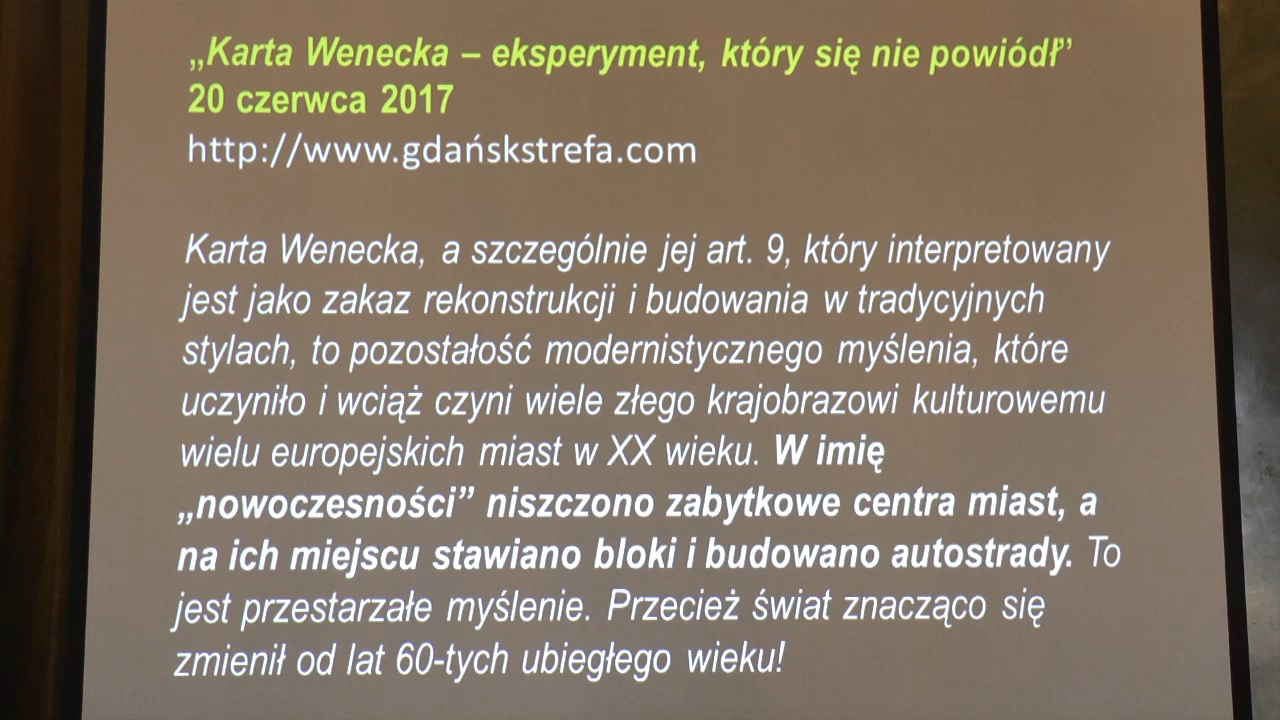 „Karta Wenecka – eksperyment, który się nie powiódł”
20 czerwca 2017
http://www.gdańskstrefa.com
Karta Wenecka, a szczególnie jej art. 9, który interpretowany
jest jako zakaz rekonstrukcji i budowania w tradycyjnych
stylach, to pozostałość modernistycznego myślenia, które
uczyniło i wciąż czyni wiele złego krajobrazowi kulturowemu
wielu europejskich miast w XX wieku. W imię
„nowoczesności” niszczono zabytkowe centra miast, a
na ich miejscu stawiano bloki i budowano autostrady. To
jest przestarzałe myślenie. Przecież świat znacząco się
zmienił od lat 60-tych ubiegłego wieku!